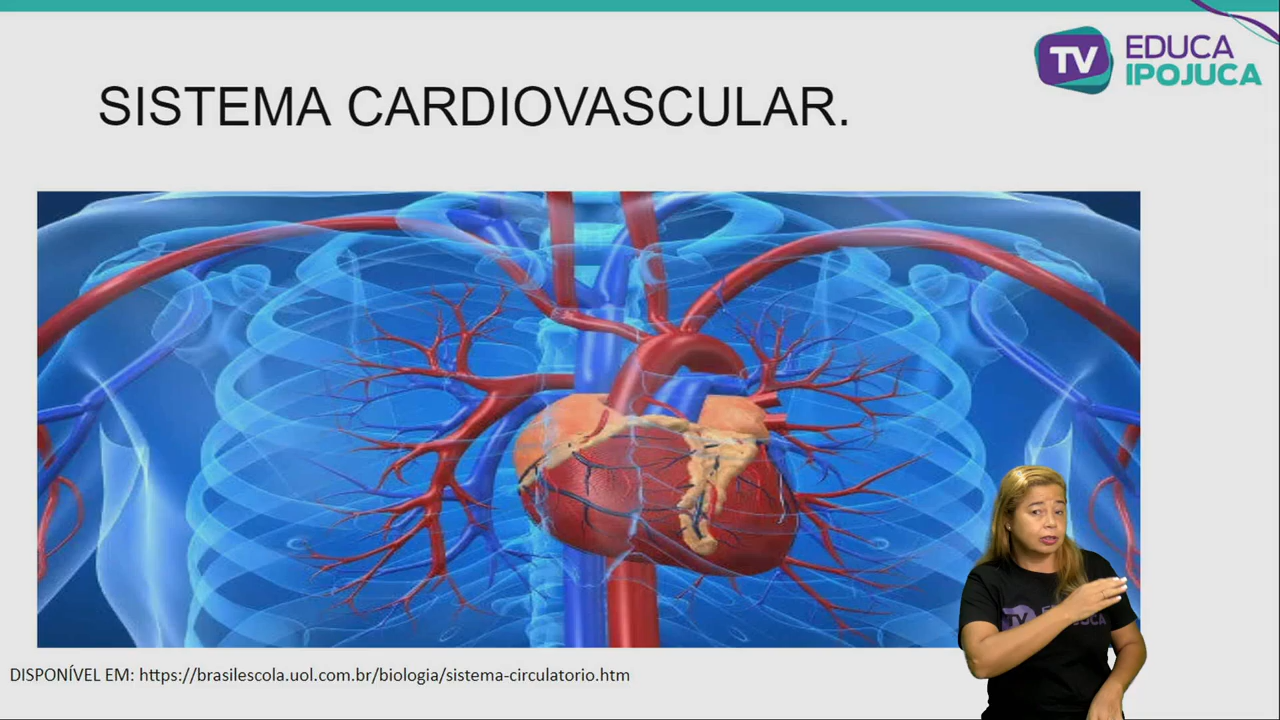 TV EDUCA
IPOJUCA
SISTEMA CARDIOVASCULAR.
DISPONÍVEL EM: https://brasilescola.uol.com.br/biologia/sistema-circulatorio.htm